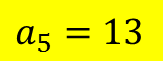 a₅ = 13